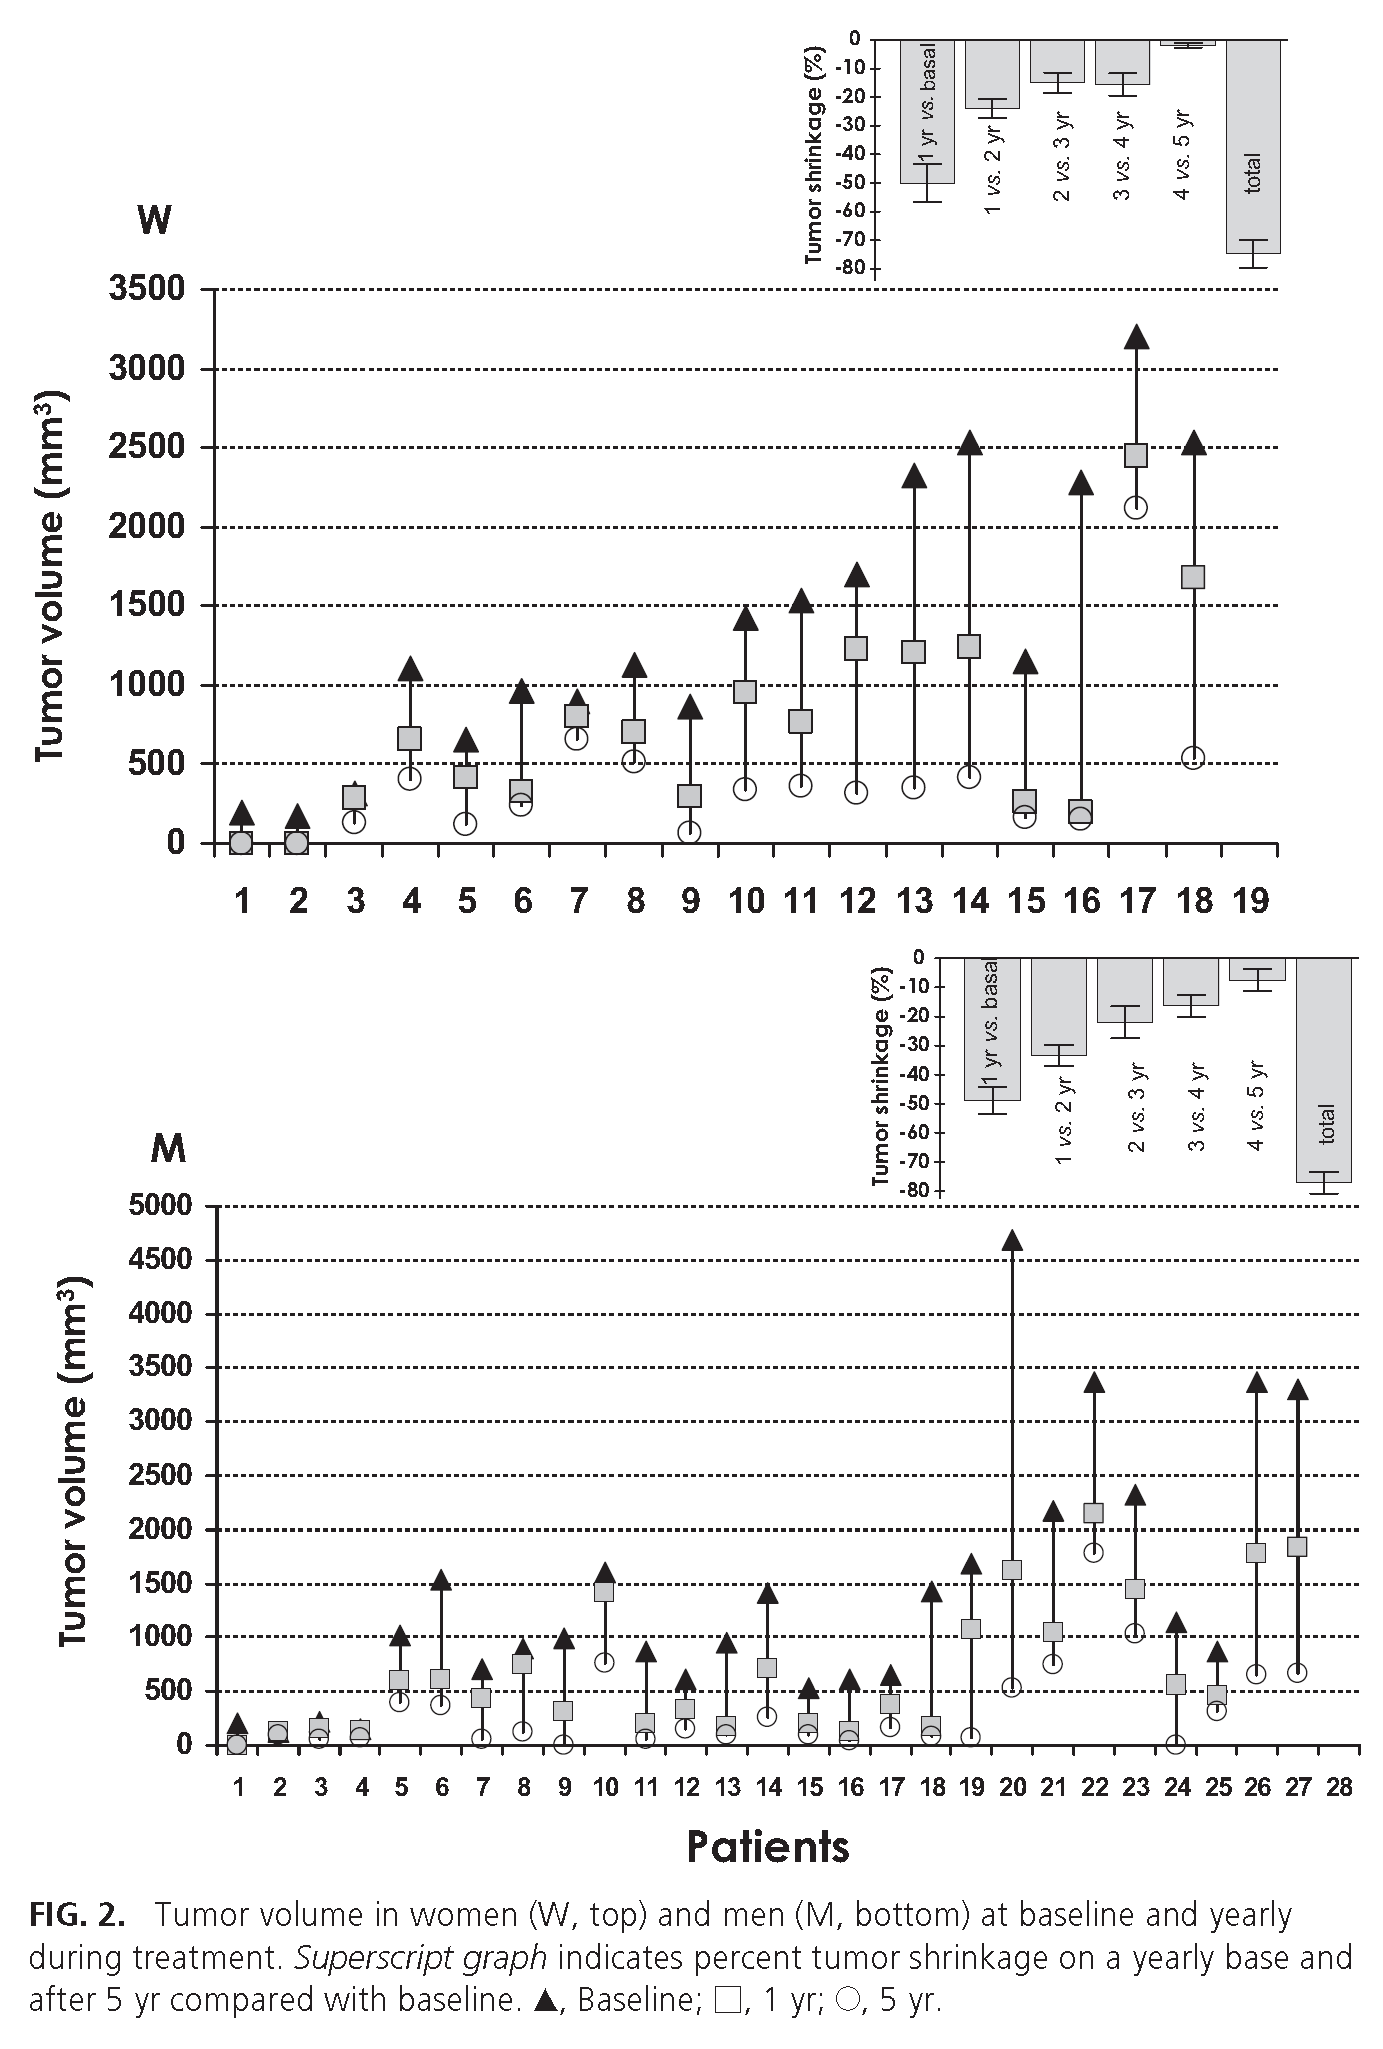 0
-10
-20
-30
-40
-50
-60
-70
-80
Tumor shrinkage (%)
1 yr vs. basal
1 vs. 2 yr
2 vs. 3 yr
3 vs. 4 yr
4 vs. 5 yr
total
W
3500
3000
2500
2000
1500
1000
500
0
Tumor volume (mm³)
1 2 3 4 5 6 7 8 9 10 11 12 13 14 15 16 17 18 19
0
-10
-20
-30
-40
-50
-60
-70
-80
Tumor shrinkage (%)
1 yr vs. basal
1 vs. 2 yr
2 vs. 3 yr
3 vs. 4 yr
4 vs. 5 yr
total
M
5000
4500
4000
3500
3000
2500
2000
1500
1000
500
0
Tumor volume (mm³)
1 2 3 4 5 6 7 8 9 10 11 12 13 14 15 16 17 18 19 20 21 22 23 24 25 26 27 28
Patients
FIG. 2. Tumor volume in women (W, top) and men (M, bottom) at baseline and yearly
during treatment. Superscript graph indicates percent tumor shrinkage on a yearly base and
after 5 yr compared with baseline. ▲, Baseline; □, 1 yr; ○, 5 yr.